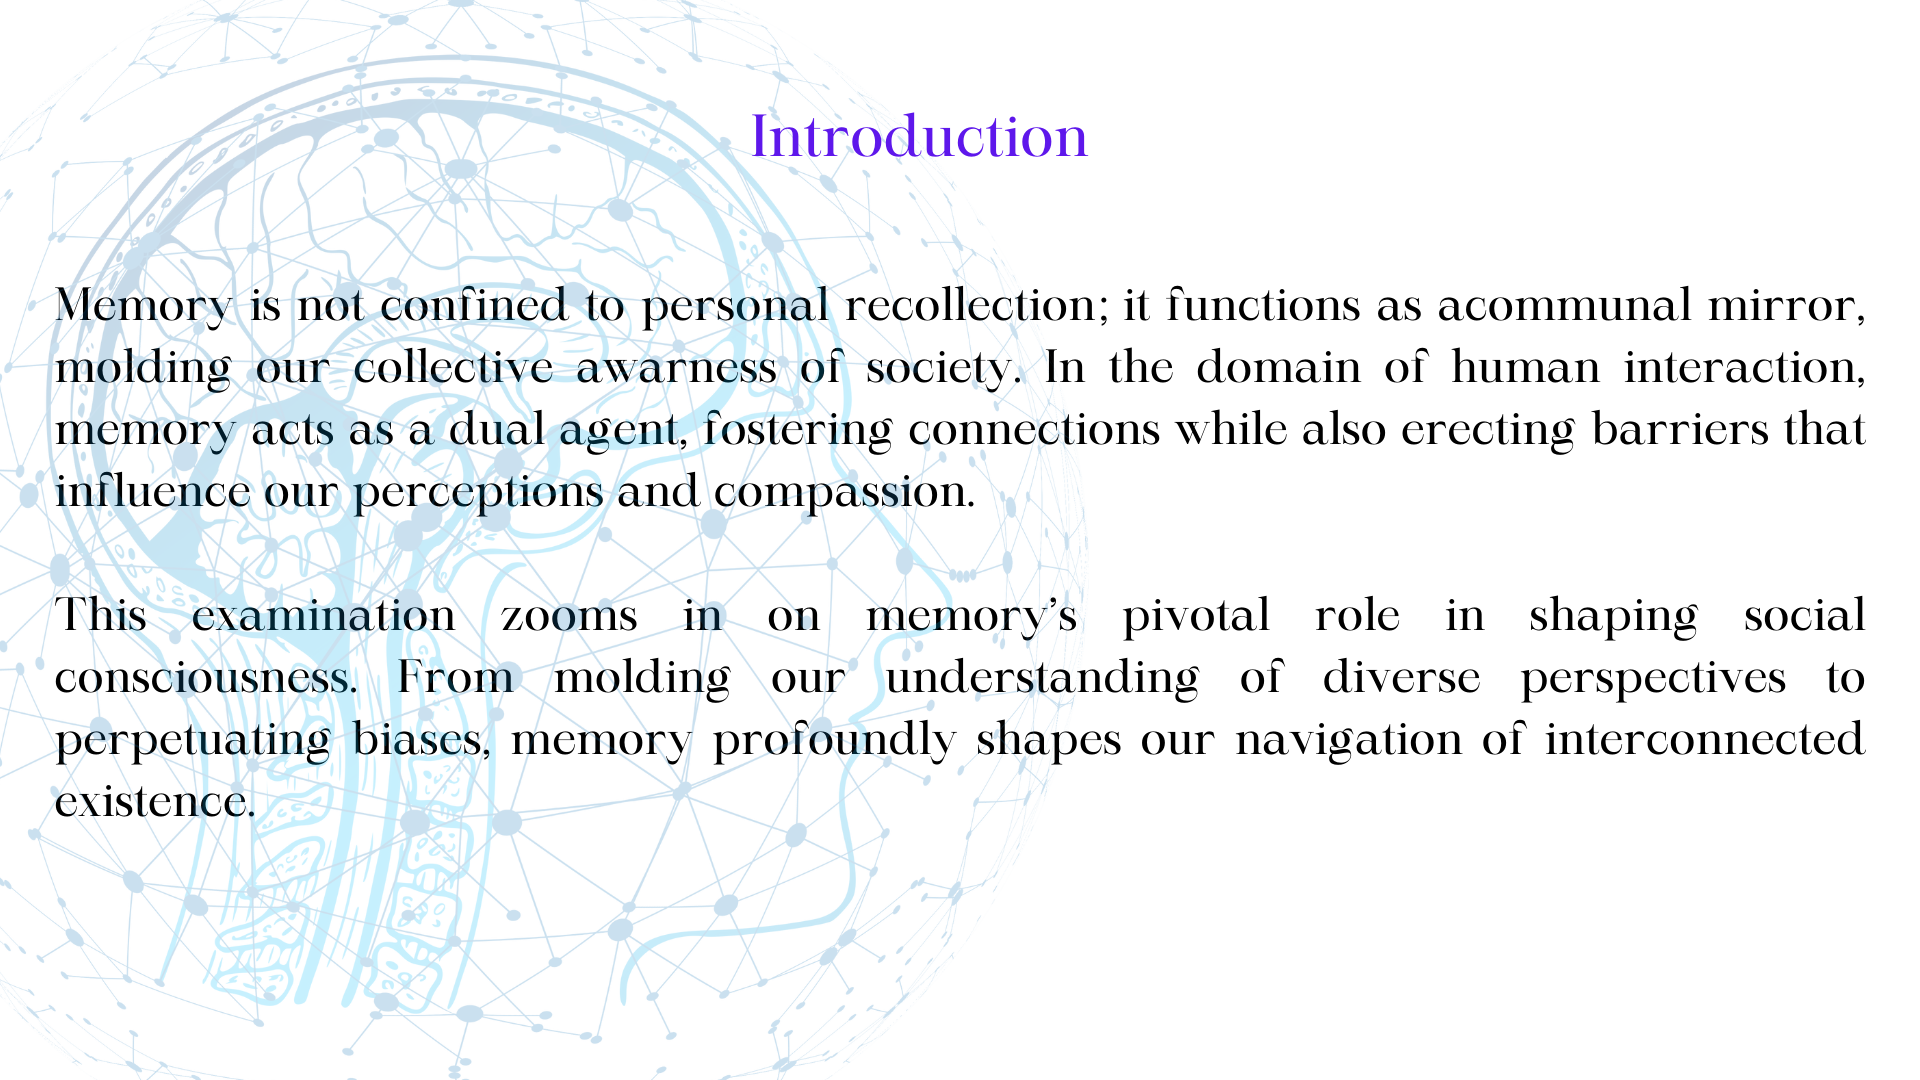 Introduction
Memory is not confined to personal recollection; it functions as acommunal mirror,
molding our collective awarness of society. In the domain of human interaction,
memory acts as a dual agent, fostering connections while also erecting barriers that
influence our perceptions and compassion.
This examination zooms in on memory’s pivotal role in shaping social
consciousness. From molding our understanding of diverse perspectives to
perpetuating biases, memory profoundly shapes our navigation of interconnected
existence.